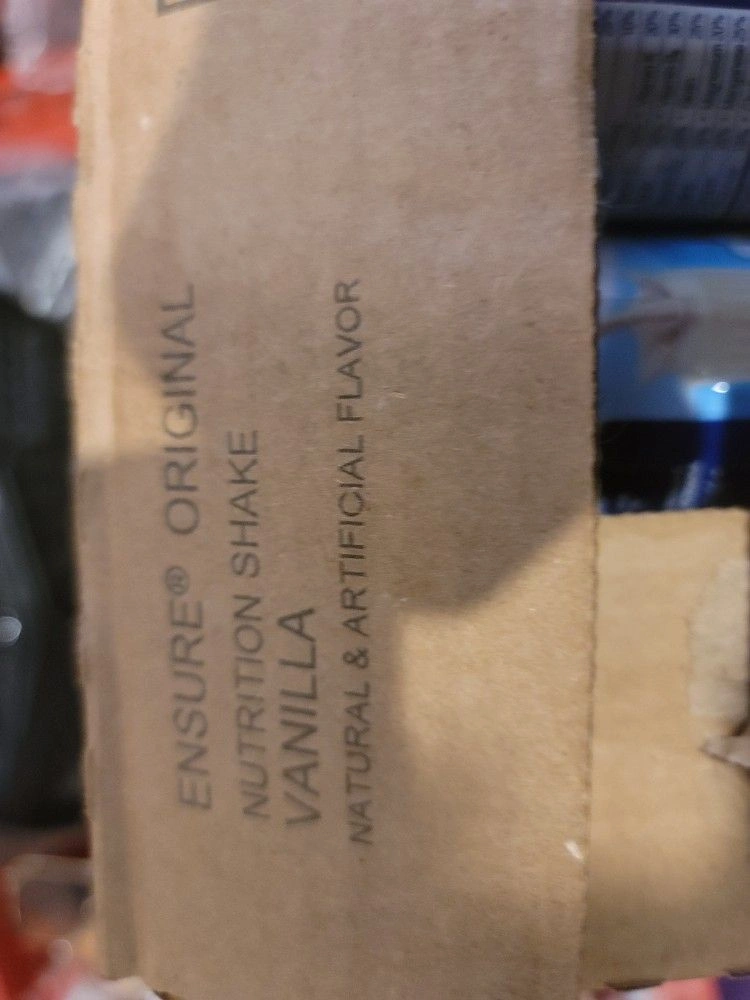 ENSURE® ORIGINAL
NUTRITION SHAKE
VANILLA
NATURAL & ARTIFICIAL FLAVOR